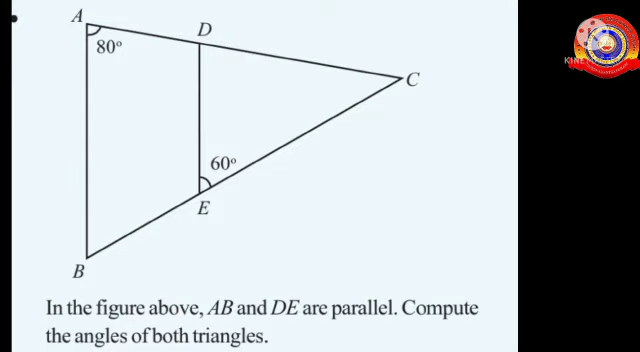 A
D
80°
C
60°
E
B
In the figure above, AB and DE are parallel. Compute
the angles of both triangles.